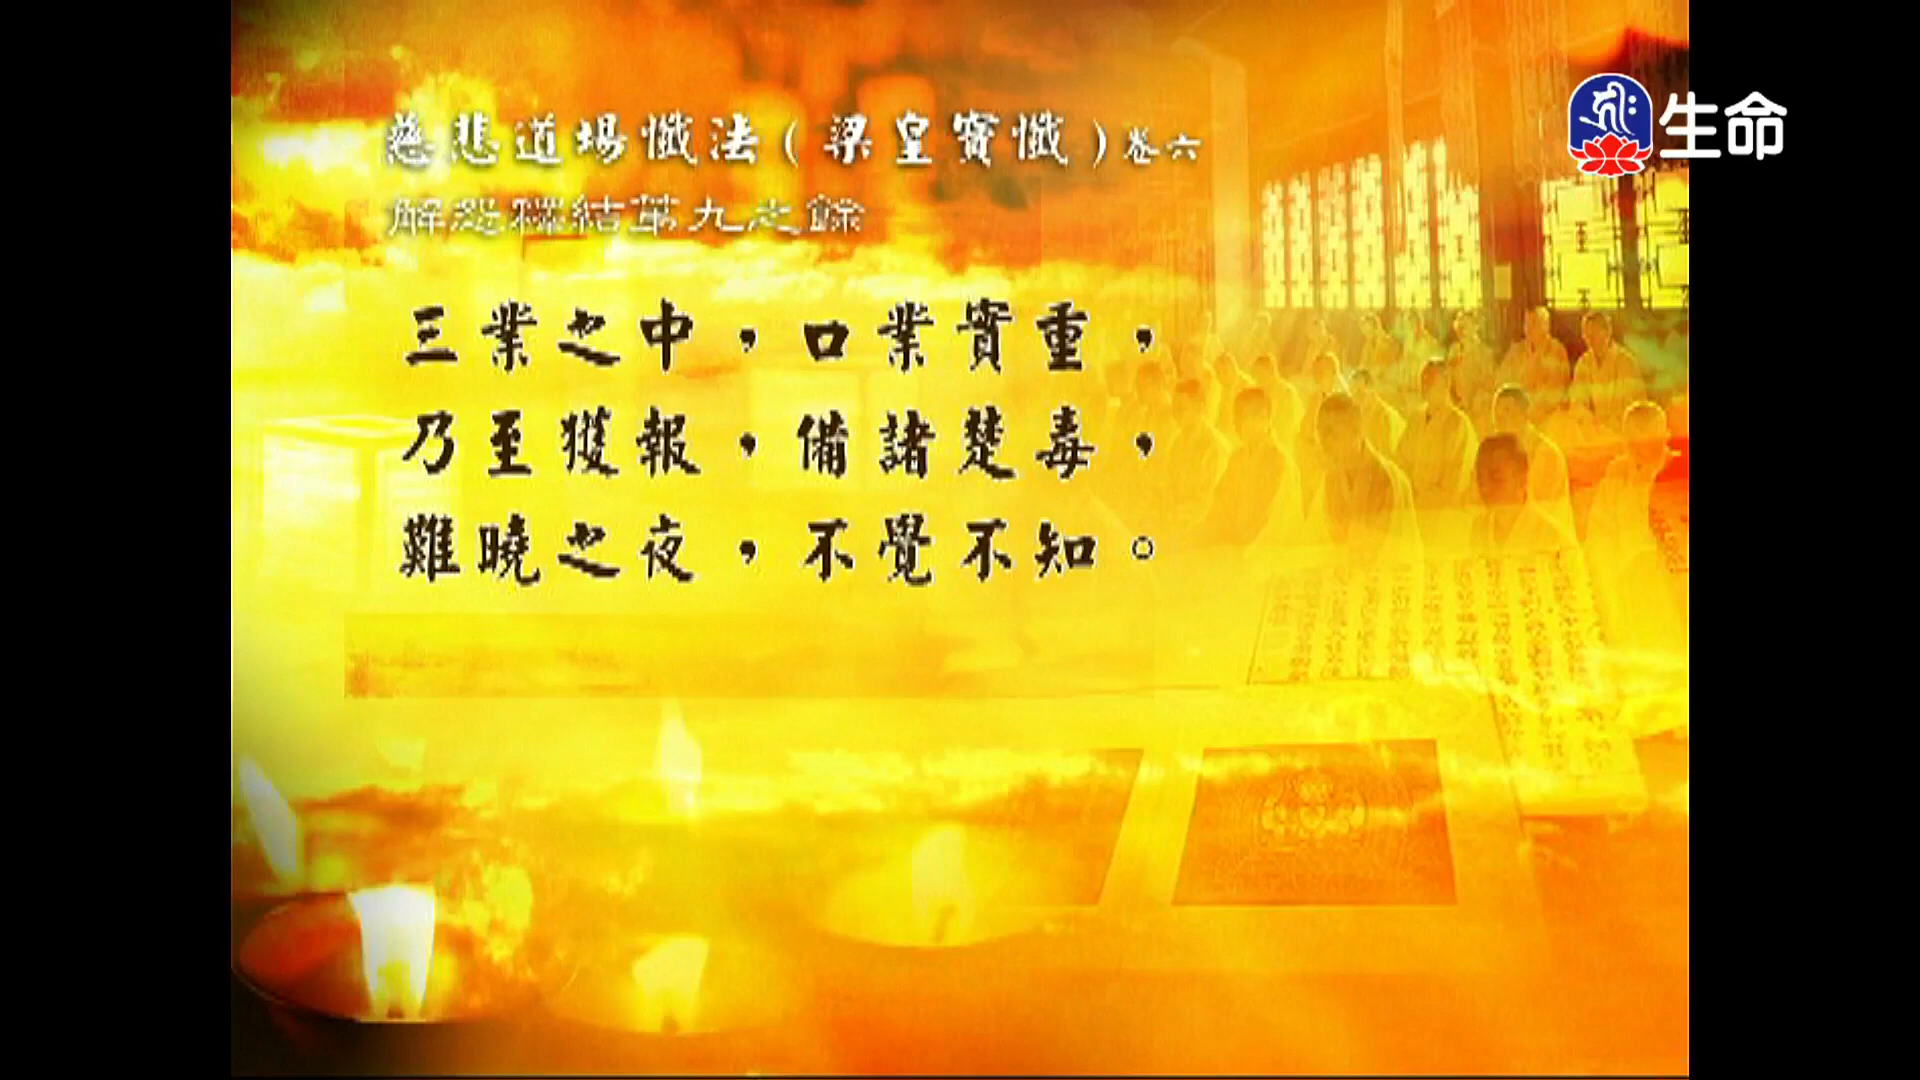 慈悲道場懺法(梁皇寶懺)卷六
解冤釋結第九之餘
三業之中，口業實重，
乃至獲報，備諸楚毒，
難曉之夜，不覺不知。
生命